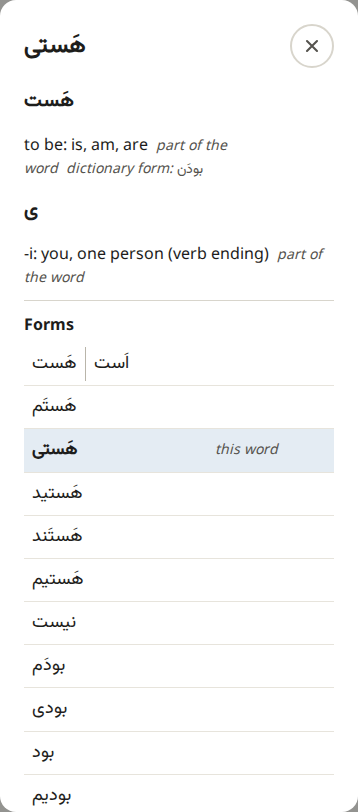 هَستی
هَست
to be: is, am, are part of the
word dictionary form: بودَن
ی
-i: you, one person (verb ending) part of
the word
Forms
هَست اَست
هَستَم
هَستی this word
هَستید
هَستَند
هَستیم
نیست
بودَم
بودی
بود
بودیم